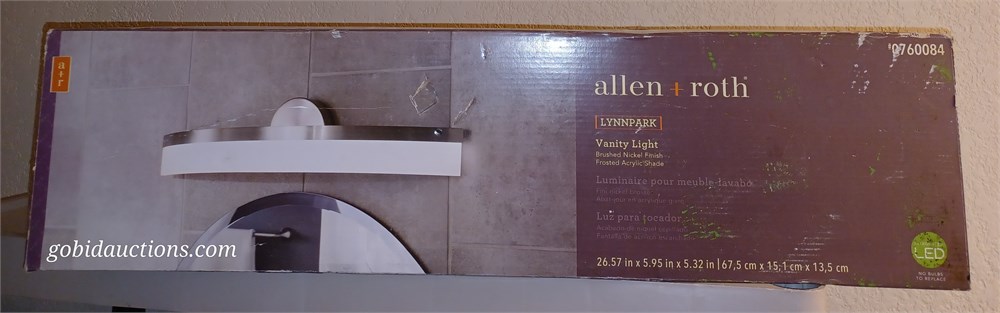 a+r
0760084
allen + roth
LYNNPARK
Vanity Light
Brushed Nickel Finish
Frosted Acrylic Shade
Luminaire pour meuble-lavabo
Luz para tocador
26.57 in x 5.95 in x 5.32 in | 67,5 cm x 15,1 cm x 13,5 cm
LED
NO BULBS
TO REPLACE
gobidauctions.com